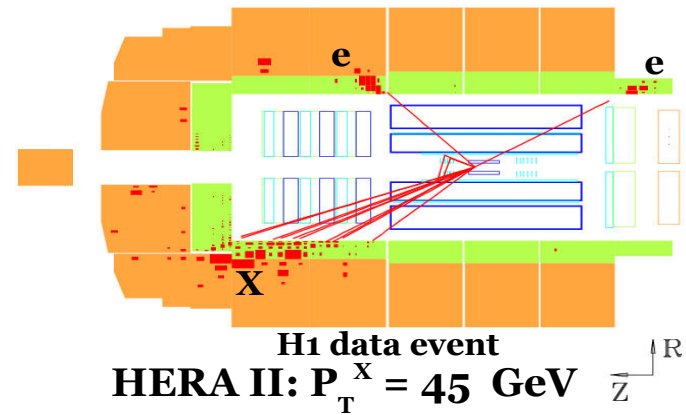 e e
X
H1 data event
HERA II: P_T^X = 45 GeV
R
Z